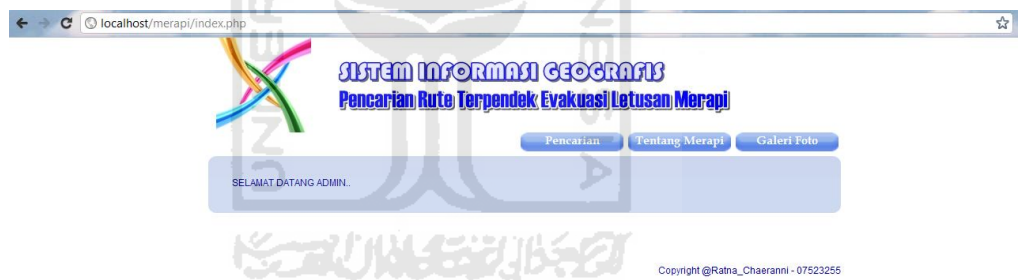 localhost/merapi/index.php
SISTEM INFORMASI GEOGRAFIS
Pencarian Rute Terpendek Evakuasi Letusan Merapi
Pencarian Tentang Merapi Galeri Foto
SELAMAT DATANG ADMIN..
Copyright @Ratna_Chaeranni - 07523255